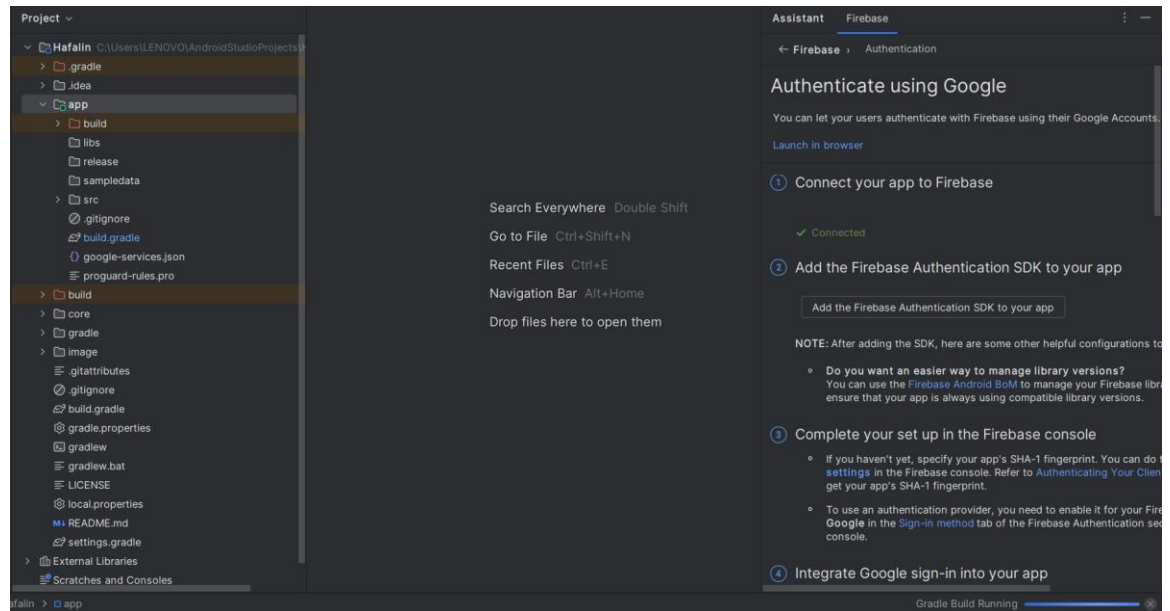 Project
Hafalin C:\Users\LENOVO\AndroidStudioProjects\
.gradle
.idea
app
build
libs
release
sampledata
src
.gitignore
build.gradle
google-services.json
proguard-rules.pro
build
core
gradle
image
.gitattributes
.gitignore
build.gradle
gradle.properties
gradlew
gradlew.bat
LICENSE
local.properties
README.md
settings.gradle
External Libraries
Scratches and Consoles
Search Everywhere Double Shift
Go to File Ctrl+Shift+N
Recent Files Ctrl+E
Navigation Bar Alt+Home
Drop files here to open them
Assistant Firebase
← Firebase › Authentication
Authenticate using Google
You can let your users authenticate with Firebase using their Google Accounts.
Launch in browser
1 Connect your app to Firebase
✓ Connected
2 Add the Firebase Authentication SDK to your app
Add the Firebase Authentication SDK to your app
NOTE: After adding the SDK, here are some other helpful configurations to
Do you want an easier way to manage library versions?
You can use the Firebase Android BoM to manage your Firebase libra
ensure that your app is always using compatible library versions.
3 Complete your set up in the Firebase console
If you haven't yet, specify your app's SHA-1 fingerprint. You can do t
settings in the Firebase console. Refer to Authenticating Your Clien
get your app's SHA-1 fingerprint.
To use an authentication provider, you need to enable it for your Fire
Google in the Sign-in method tab of the Firebase Authentication sec
console.
4 Integrate Google sign-in into your app
afalin > app
Gradle Build Running